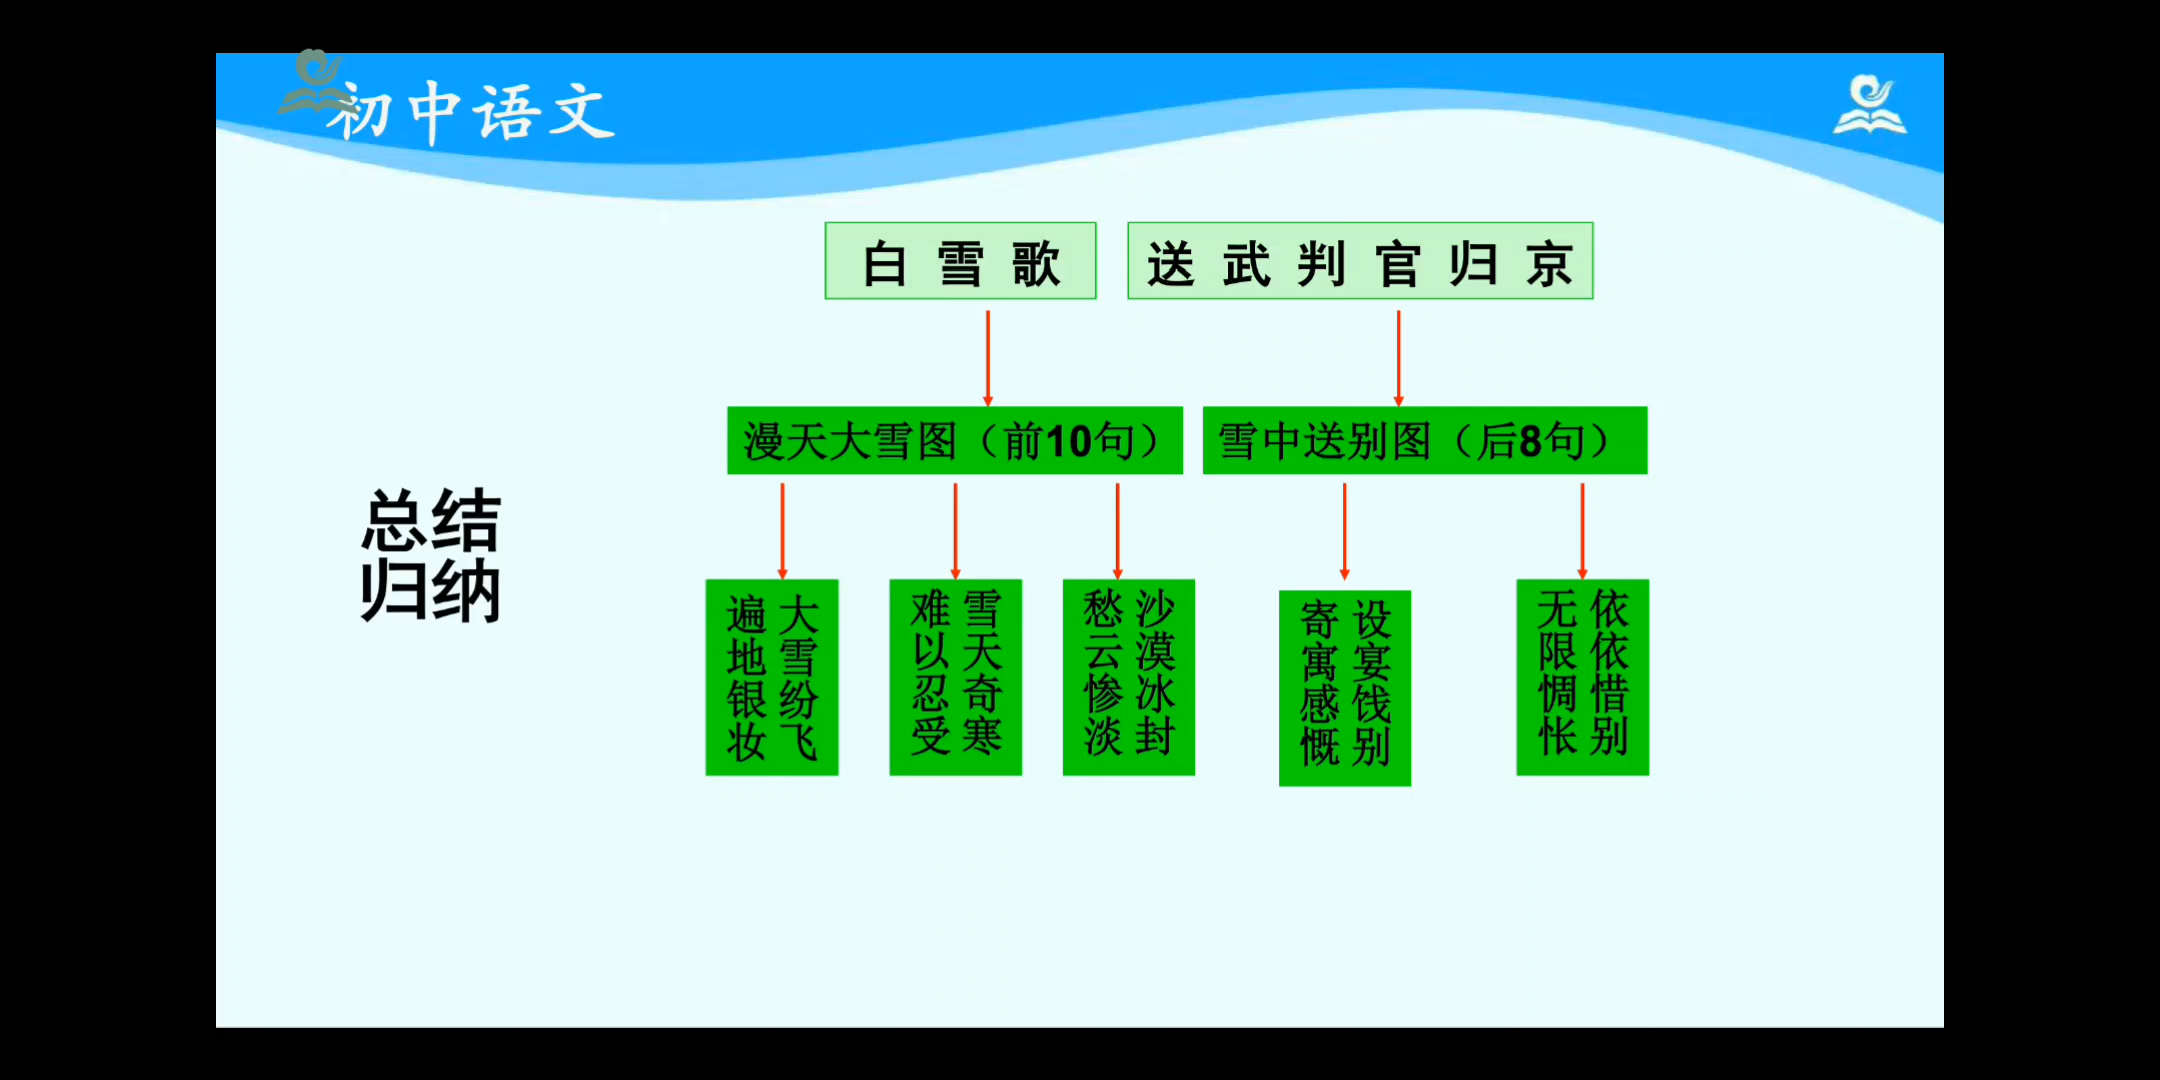 初中语文
白雪歌
送武判官归京
漫天大雪图（前10句）
雪中送别图（后8句）
总结
归纳
大雪纷飞
遍地银妆
雪天奇寒
难以忍受
沙漠冰封
愁云惨淡
设宴饯别
寄寓感慨
依依惜别
无限惆怅